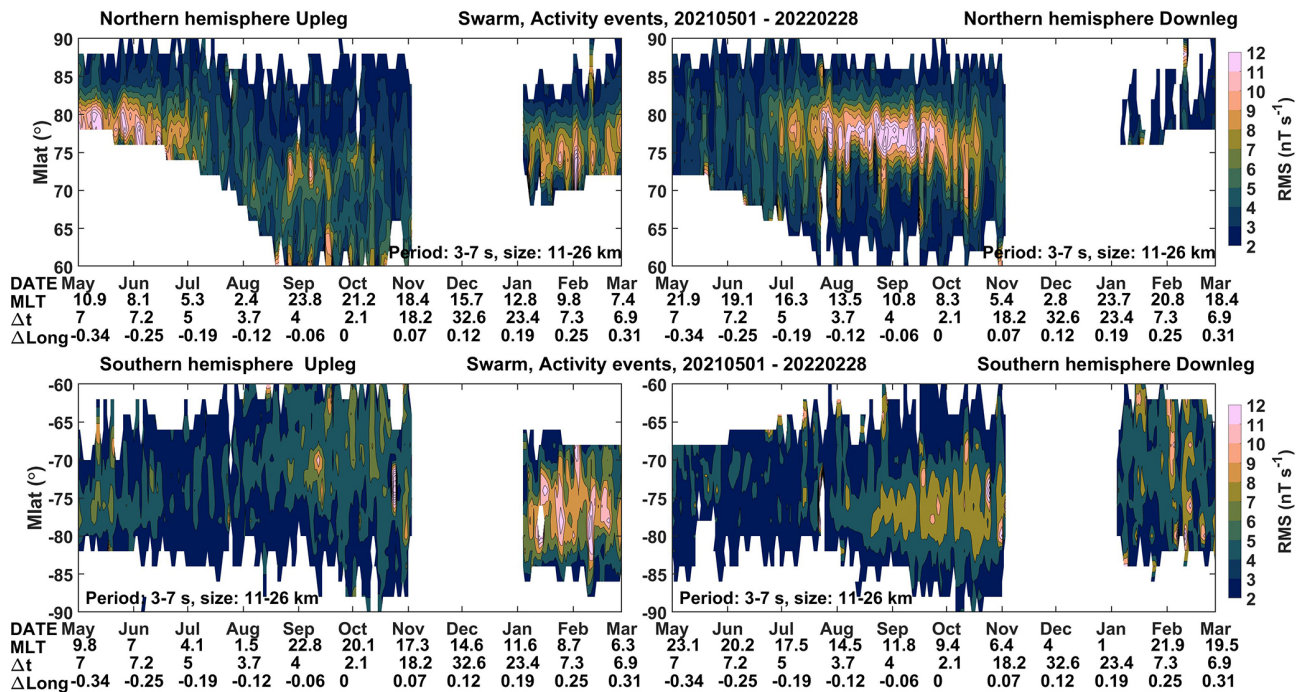 Northern hemisphere Upleg Swarm, Activity events, 20210501 - 20220228 Northern hemisphere Downleg
90 90 12
85 85 11
80 80 10
75 75 9
70 70 8
65 65 7
60 60 6
5
4
3
2
Mlat (°)
RMS (nT s⁻¹)
Period: 3-7 s, size: 11-26 km Period: 3-7 s, size: 11-26 km
DATE May Jun Jul Aug Sep Oct Nov Dec Jan Feb Mar May Jun Jul Aug Sep Oct Nov Dec Jan Feb Mar
MLT 10.9 8.1 5.3 2.4 23.8 21.2 18.4 15.7 12.8 9.8 7.4 21.9 19.1 16.3 13.5 10.8 8.3 5.4 2.8 23.7 20.8 18.4
Δt 7 7.2 5 3.7 4 2.1 18.2 32.6 23.4 7.3 6.9 7 7.2 5 3.7 4 2.1 18.2 32.6 23.4 7.3 6.9
ΔLong -0.34 -0.25 -0.19 -0.12 -0.06 0 0.07 0.12 0.19 0.25 0.31 -0.34 -0.25 -0.19 -0.12 -0.06 0 0.07 0.12 0.19 0.25 0.31
Southern hemisphere Upleg Swarm, Activity events, 20210501 - 20220228 Southern hemisphere Downleg
-60 -60 12
-65 -65 11
-70 -70 10
-75 -75 9
-80 -80 8
-85 -85 7
-90 -90 6
5
4
3
2
Mlat (°)
RMS (nT s⁻¹)
Period: 3-7 s, size: 11-26 km Period: 3-7 s, size: 11-26 km
DATE May Jun Jul Aug Sep Oct Nov Dec Jan Feb Mar May Jun Jul Aug Sep Oct Nov Dec Jan Feb Mar
MLT 9.8 7 4.1 1.5 22.8 20.1 17.3 14.6 11.6 8.7 6.3 23.1 20.2 17.5 14.5 11.8 9.4 6.4 4 1 21.9 19.5
Δt 7 7.2 5 3.7 4 2.1 18.2 32.6 23.4 7.3 6.9 7 7.2 5 3.7 4 2.1 18.2 32.6 23.4 7.3 6.9
ΔLong -0.34 -0.25 -0.19 -0.12 -0.06 0 0.07 0.12 0.19 0.25 0.31 -0.34 -0.25 -0.19 -0.12 -0.06 0 0.07 0.12 0.19 0.25 0.31